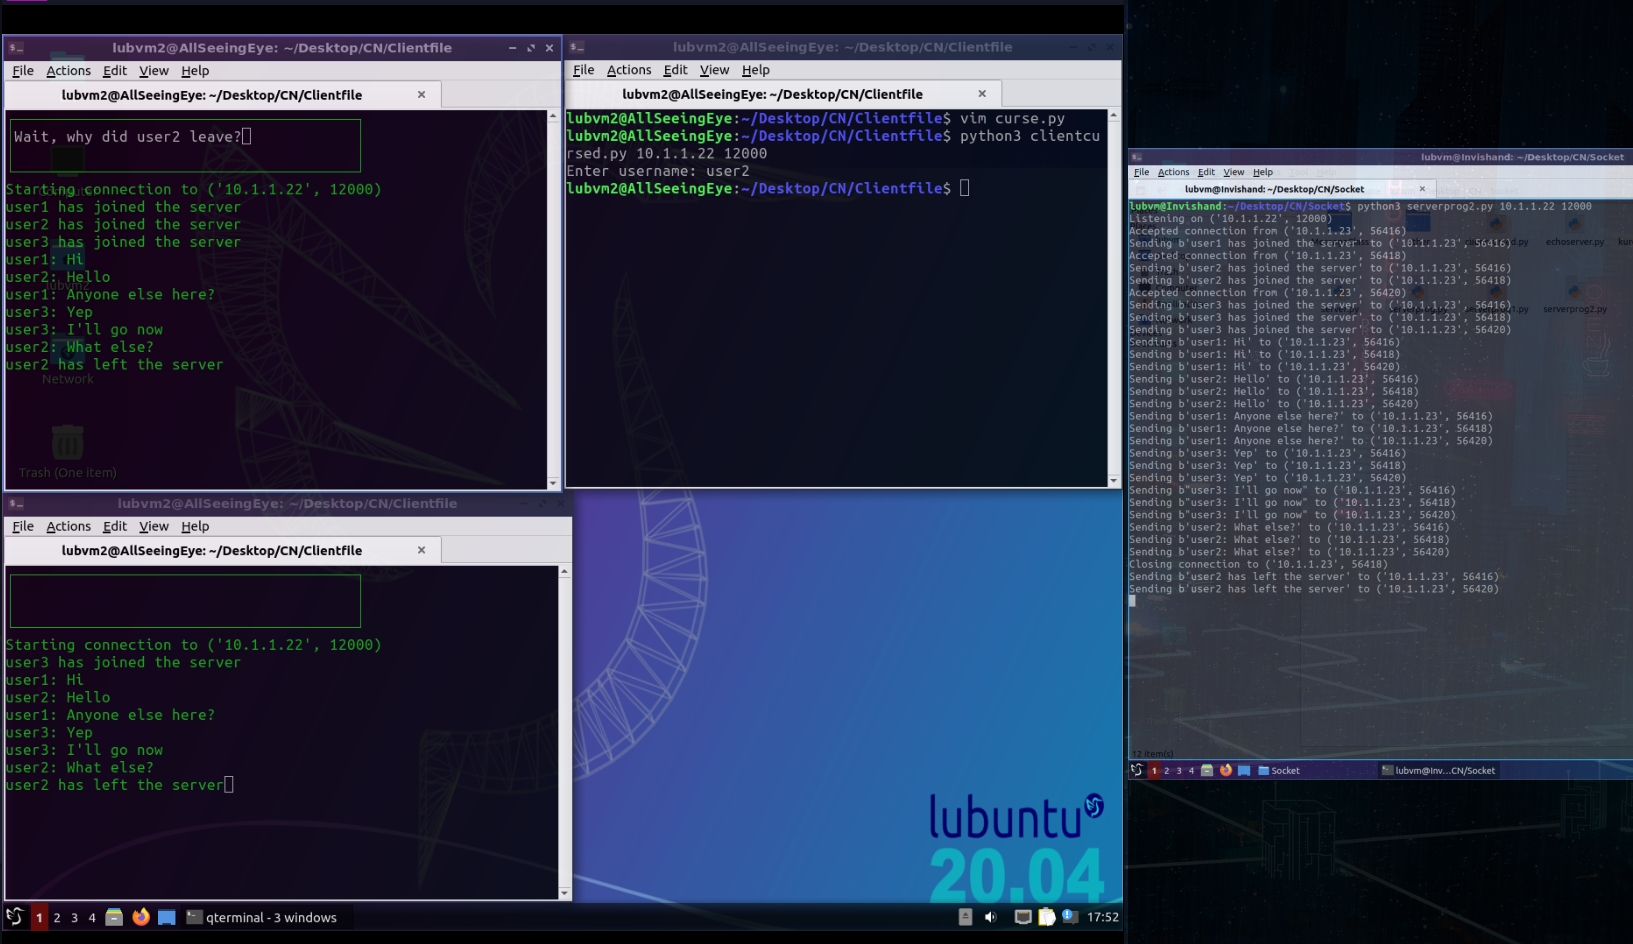 lubvm2@AllSeeingEye: ~/Desktop/CN/Clientfile
File Actions Edit View Help
lubvm2@AllSeeingEye: ~/Desktop/CN/Clientfile
Wait, why did user2 leave?
Starting connection to ('10.1.1.22', 12000)
user1 has joined the server
user2 has joined the server
user3 has joined the server
user1: Hi
user2: Hello
user1: Anyone else here?
user3: Yep
user3: I'll go now
user2: What else?
user2 has left the server
Network
Trash (One item)
lubvm2@AllSeeingEye: ~/Desktop/CN/Clientfile
File Actions Edit View Help
lubvm2@AllSeeingEye: ~/Desktop/CN/Clientfile
lubvm2@AllSeeingEye:~/Desktop/CN/Clientfile$ vim curse.py
lubvm2@AllSeeingEye:~/Desktop/CN/Clientfile$ python3 clientcu
rsed.py 10.1.1.22 12000
Enter username: user2
lubvm2@AllSeeingEye:~/Desktop/CN/Clientfile$
lubvm2@AllSeeingEye: ~/Desktop/CN/Clientfile
File Actions Edit View Help
lubvm2@AllSeeingEye: ~/Desktop/CN/Clientfile
Starting connection to ('10.1.1.22', 12000)
user3 has joined the server
user1: Hi
user2: Hello
user1: Anyone else here?
user3: Yep
user3: I'll go now
user2: What else?
user2 has left the server
lubuntu
20.04
1 2 3 4 qterminal - 3 windows 17:52
lubvm@Invishand: ~/Desktop/CN/Socket
File Actions Edit View Help
lubvm@Invishand: ~/Desktop/CN/Socket
lubvm@Invishand:~/Desktop/CN/Socket$ python3 serverprog2.py 10.1.1.22 12000
Listening on ('10.1.1.22', 12000)
Accepted connection from ('10.1.1.23', 56416)
Sending b'user1 has joined the server' to ('10.1.1.23', 56416)
Accepted connection from ('10.1.1.23', 56418)
Sending b'user2 has joined the server' to ('10.1.1.23', 56416)
Sending b'user2 has joined the server' to ('10.1.1.23', 56418)
Accepted connection from ('10.1.1.23', 56420)
Sending b'user3 has joined the server' to ('10.1.1.23', 56416)
Sending b'user3 has joined the server' to ('10.1.1.23', 56418)
Sending b'user3 has joined the server' to ('10.1.1.23', 56420)
Sending b'user1: Hi' to ('10.1.1.23', 56416)
Sending b'user1: Hi' to ('10.1.1.23', 56418)
Sending b'user1: Hi' to ('10.1.1.23', 56420)
Sending b'user2: Hello' to ('10.1.1.23', 56416)
Sending b'user2: Hello' to ('10.1.1.23', 56418)
Sending b'user2: Hello' to ('10.1.1.23', 56420)
Sending b'user1: Anyone else here?' to ('10.1.1.23', 56416)
Sending b'user1: Anyone else here?' to ('10.1.1.23', 56418)
Sending b'user1: Anyone else here?' to ('10.1.1.23', 56420)
Sending b'user3: Yep' to ('10.1.1.23', 56416)
Sending b'user3: Yep' to ('10.1.1.23', 56418)
Sending b'user3: Yep' to ('10.1.1.23', 56420)
Sending b"user3: I'll go now" to ('10.1.1.23', 56416)
Sending b"user3: I'll go now" to ('10.1.1.23', 56418)
Sending b"user3: I'll go now" to ('10.1.1.23', 56420)
Sending b'user2: What else?' to ('10.1.1.23', 56416)
Sending b'user2: What else?' to ('10.1.1.23', 56418)
Sending b'user2: What else?' to ('10.1.1.23', 56420)
Closing connection to ('10.1.1.23', 56418)
Sending b'user2 has left the server' to ('10.1.1.23', 56416)
Sending b'user2 has left the server' to ('10.1.1.23', 56420)
echoserver.py
serverprog2.py
12 item(s)
1 2 3 4 Socket lubvm@Inv...CN/Socket